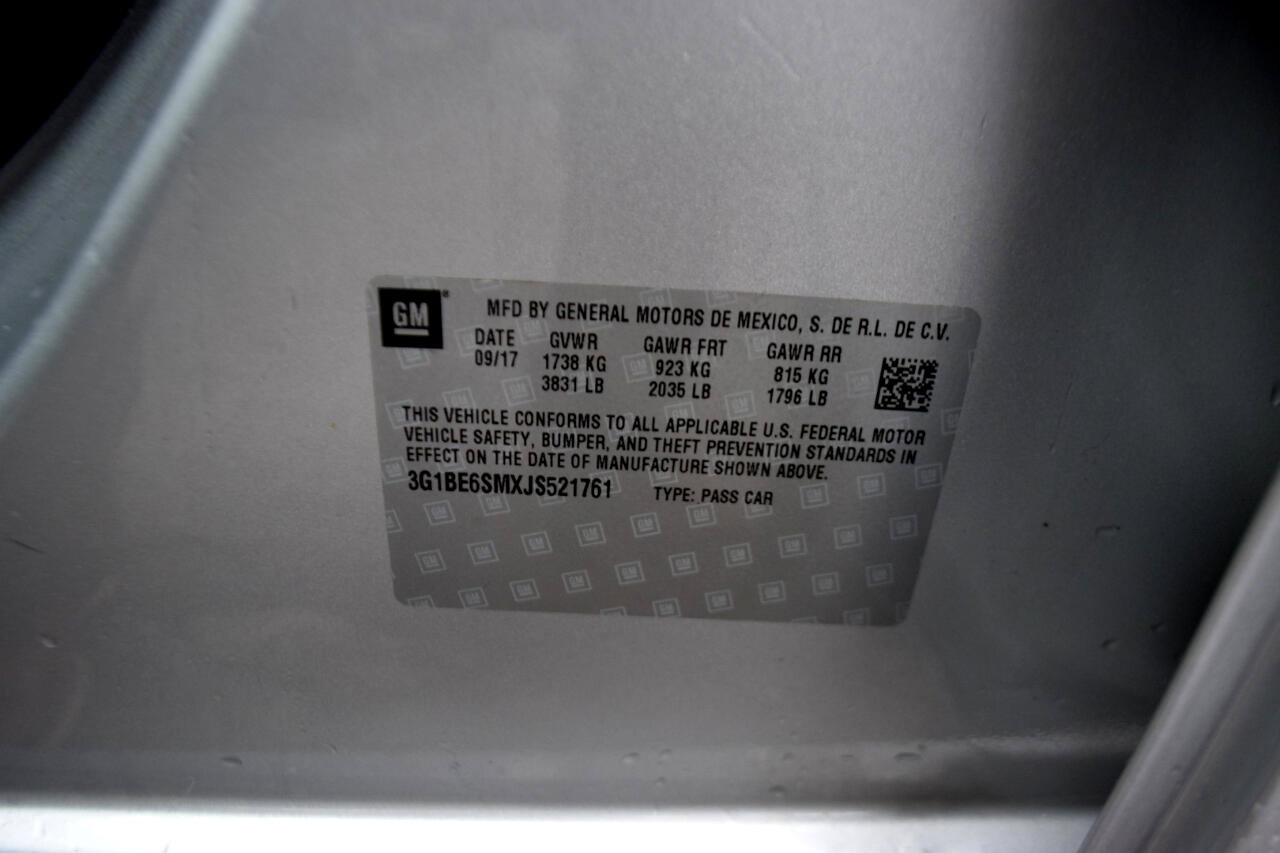 GM
MFD BY GENERAL MOTORS DE MEXICO, S. DE R.L. DE C.V.
DATE GVWR GAWR FRT GAWR RR
09/17 1738 KG 923 KG 815 KG
3831 LB 2035 LB 1796 LB
THIS VEHICLE CONFORMS TO ALL APPLICABLE U.S. FEDERAL MOTOR
VEHICLE SAFETY, BUMPER, AND THEFT PREVENTION STANDARDS IN
EFFECT ON THE DATE OF MANUFACTURE SHOWN ABOVE.
3G1BE6SMXJS521761 TYPE: PASS CAR